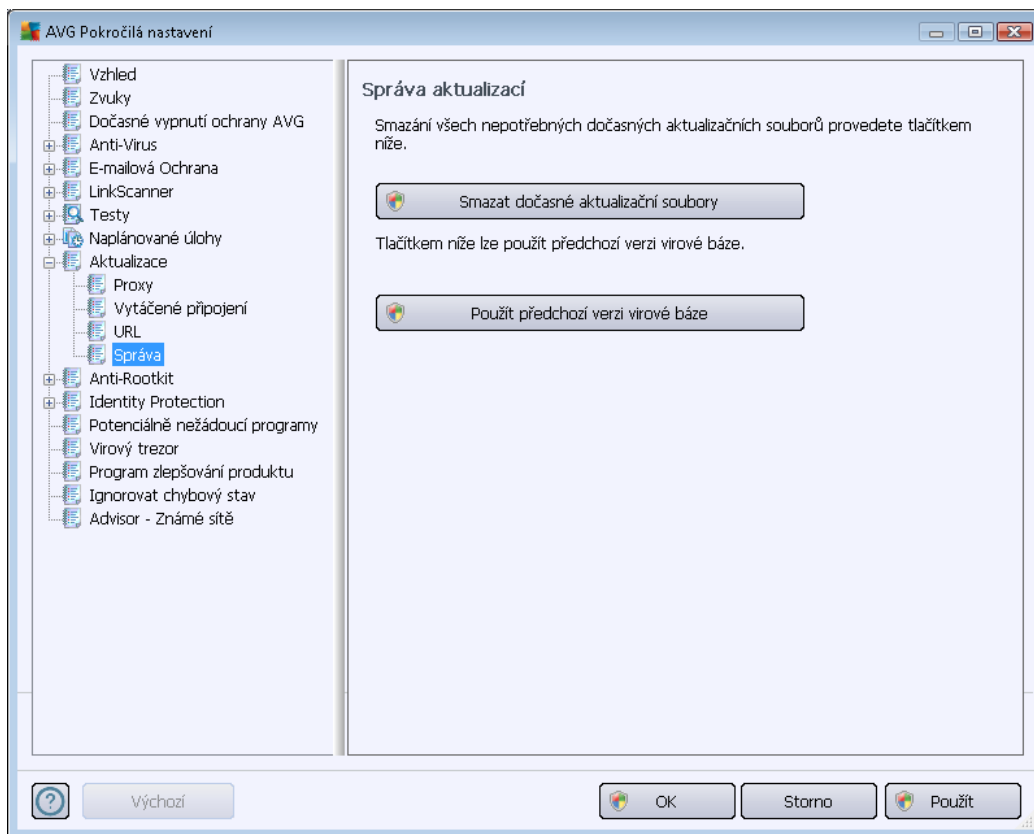 AVG Pokročilá nastavení
Vzhled
Zvuky
Dočasné vypnutí ochrany AVG
Anti-Virus
E-mailová Ochrana
LinkScanner
Testy
Naplánované úlohy
Aktualizace
Proxy
Vytáčené připojení
URL
Správa
Anti-Rootkit
Identity Protection
Potenciálně nežádoucí programy
Virový trezor
Program zlepšování produktu
Ignorovat chybový stav
Advisor - Známé sítě
Správa aktualizací
Smazání všech nepotřebných dočasných aktualizačních souborů provedete tlačítkem
níže.
Smazat dočasné aktualizační soubory
Tlačítkem níže lze použít předchozí verzi virové báze.
Použít předchozí verzi virové báze
Výchozí
OK
Storno
Použít